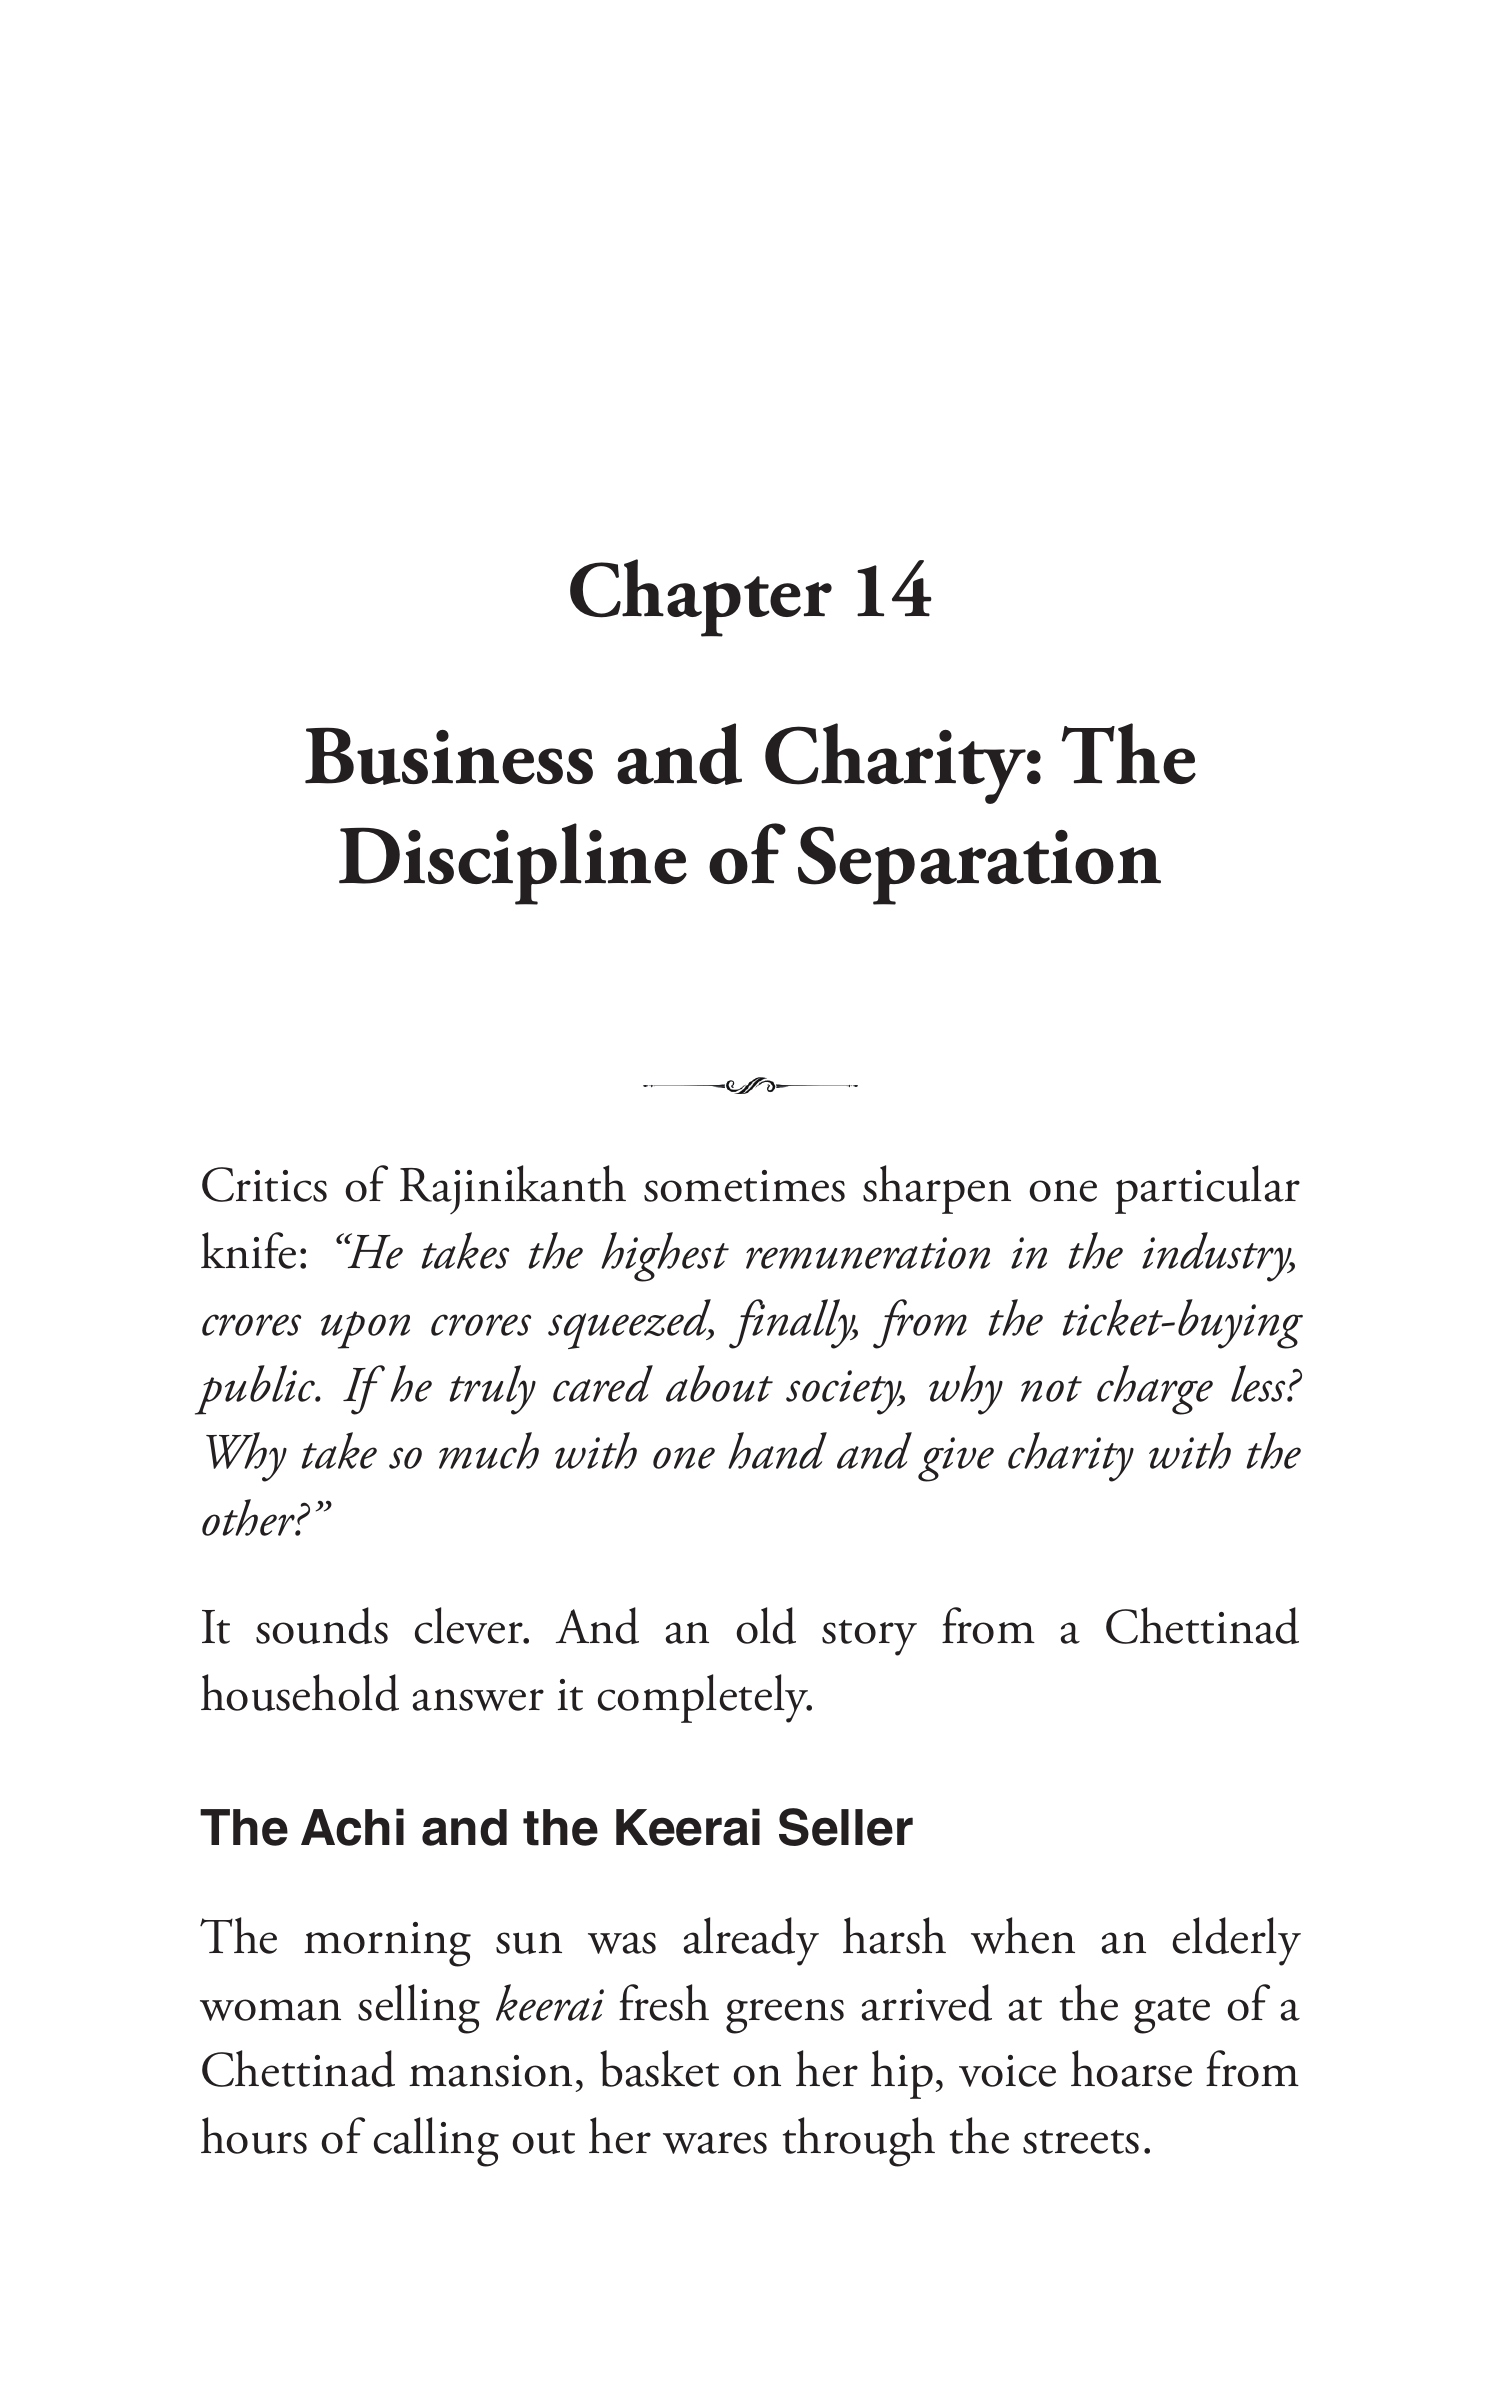 Chapter 14
Business and Charity: The
Discipline of Separation
Critics of Rajinikanth sometimes sharpen one particular
knife: “He takes the highest remuneration in the industry,
crores upon crores squeezed, finally, from the ticket-buying
public. If he truly cared about society, why not charge less?
Why take so much with one hand and give charity with the
other?”
It sounds clever. And an old story from a Chettinad
household answer it completely.
The Achi and the Keerai Seller
The morning sun was already harsh when an elderly
woman selling keerai fresh greens arrived at the gate of a
Chettinad mansion, basket on her hip, voice hoarse from
hours of calling out her wares through the streets.